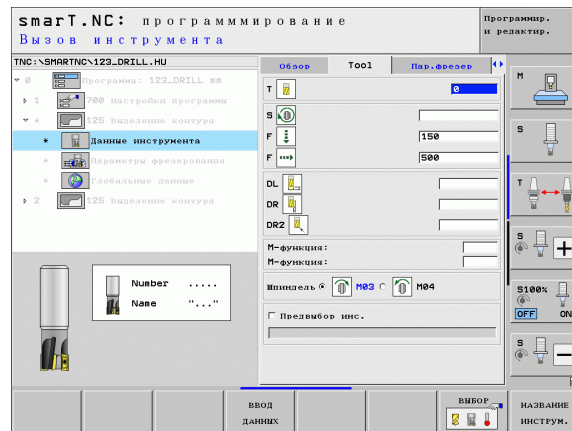 smarT.NC: программмирование
Программир.
и редактир.
Вызов инструмента
TNC:\SMARTNC\123_DRILL.HU
Обзор
Tool
Пар.фрезер
0 Программа: 123_DRILL mm
1 700 Настройки программы
* 125 Выделение контура
* Данные инструмента
* Параметры фрезерования
* Глобальные данные
2 125 Выделение контура
T 0
S
F 150
F 500
DL
DR
DR2
M-функция:
M-функция:
Шпиндель M03 M04
Предвыбор инс.
Number .....
Name "..."
M
S
T
S
S100%
OFF ON
S
ВВОД
ДАННЫХ
ВЫБОР
НАЗВАНИЕ
ИНСТРУМ.